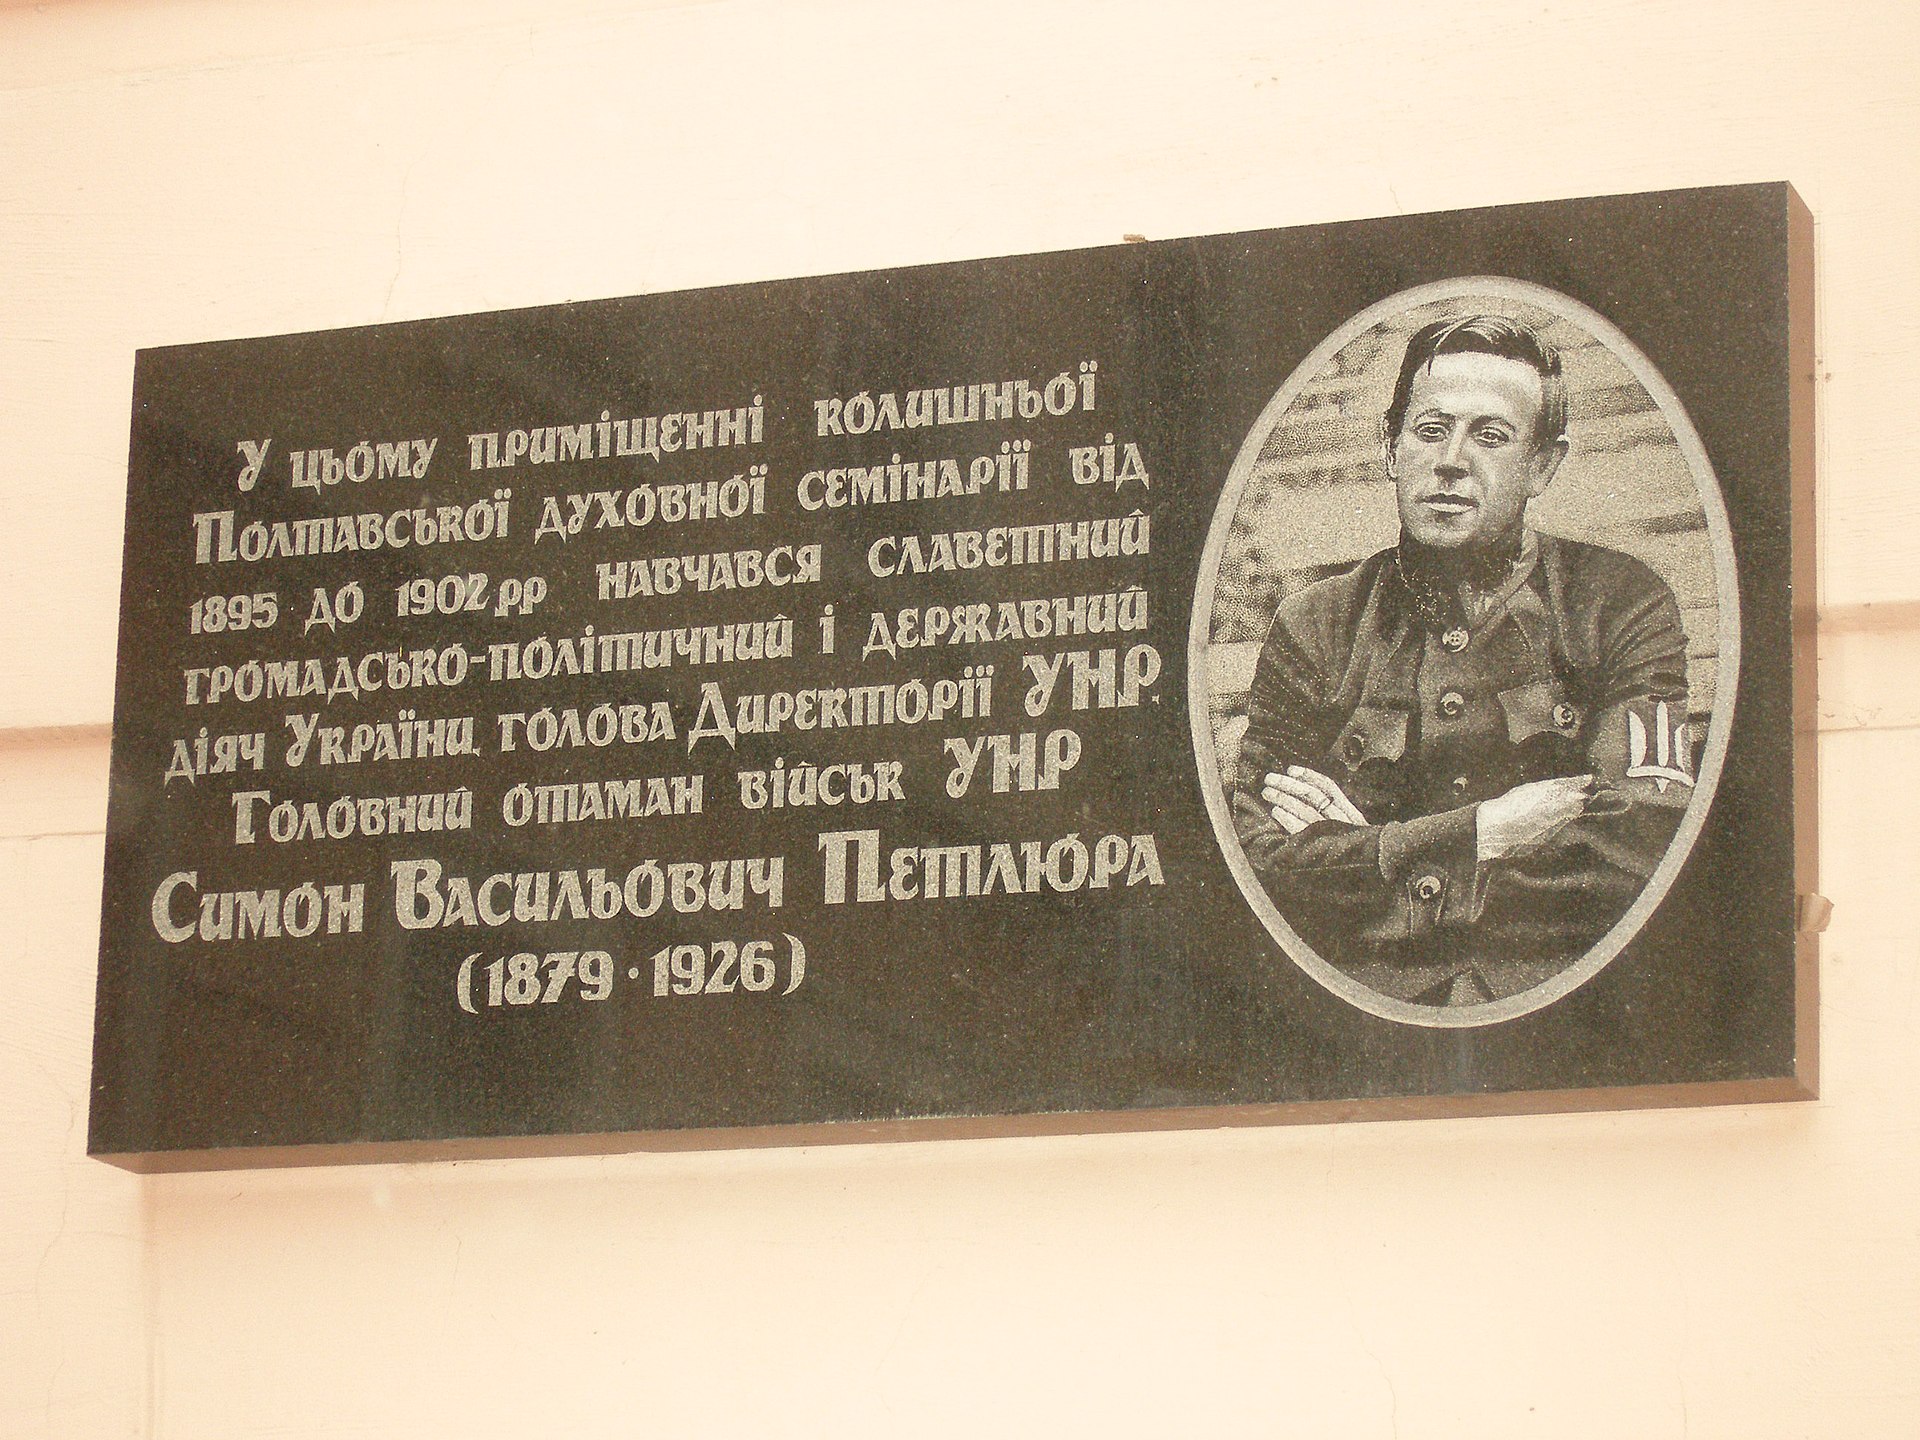 У цьому приміщенні колишньої
Полтавської духовної семінарії від
1895 до 1902 рр навчався славетний
громадсько-політичний і державний
діяч України, голова Директорії УНР,
Головний отаман військ УНР
Симон Васильович Петлюра
(1879·1926)